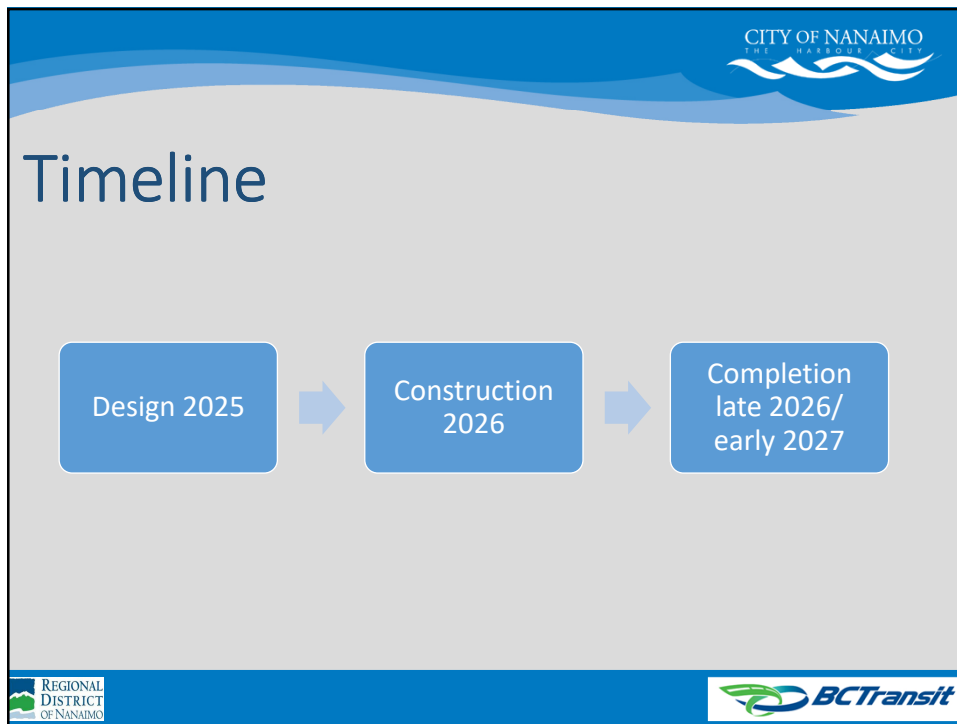 CITY OF NANAIMO
THE HARBOUR CITY
Timeline
Design 2025
Construction
2026
Completion
late 2026/
early 2027
REGIONAL
DISTRICT
OF NANAIMO
BCTransit